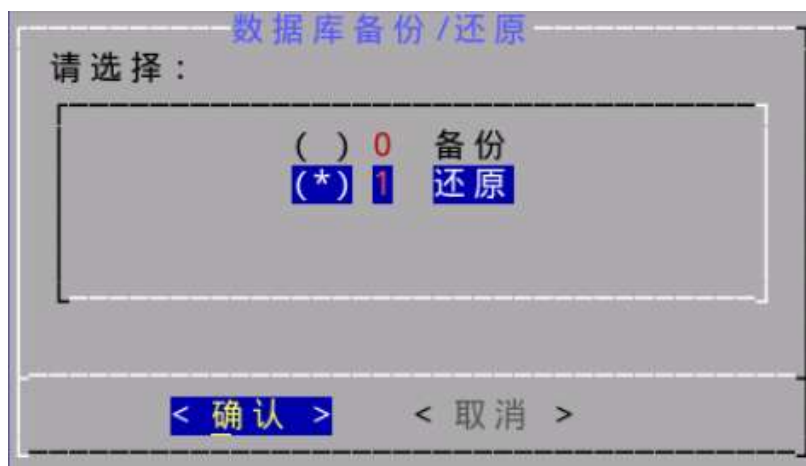 数据库备份/还原
请选择:
( ) 0 备份
(*) 1 还原
< 确认 > < 取消 >